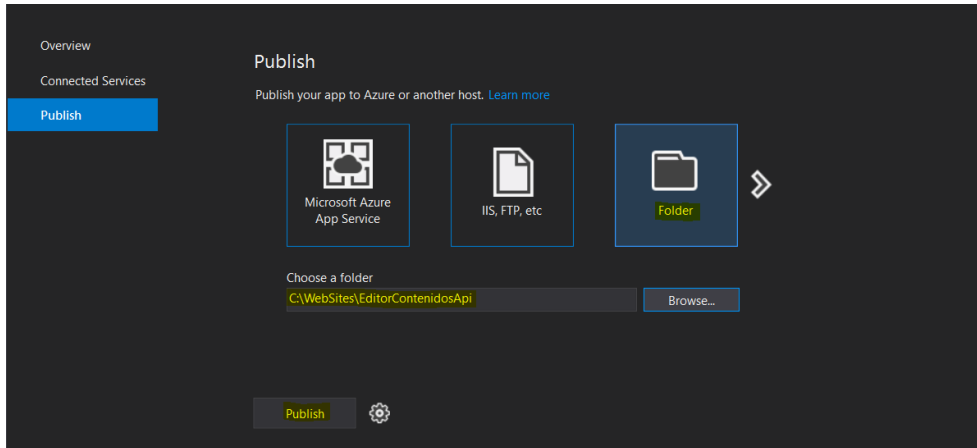 Overview
Connected Services
Publish
Publish
Publish your app to Azure or another host. Learn more
Microsoft Azure
App Service
IIS, FTP, etc
Folder
Choose a folder
C:\WebSites\EditorContenidosApi
Browse...
Publish